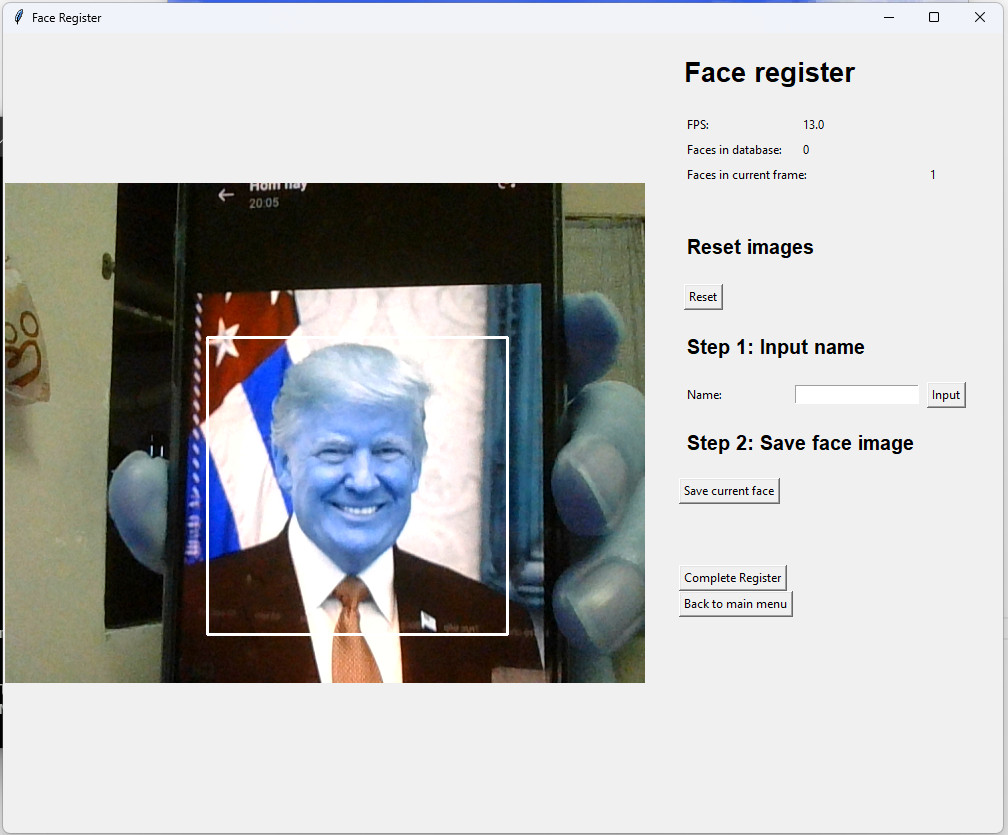 Face Register
Face register
FPS: 13.0
Faces in database: 0
Faces in current frame: 1
Hôm nay
20:05
Reset images
Reset
Step 1: Input name
Name: Input
Step 2: Save face image
Save current face
Complete Register
Back to main menu